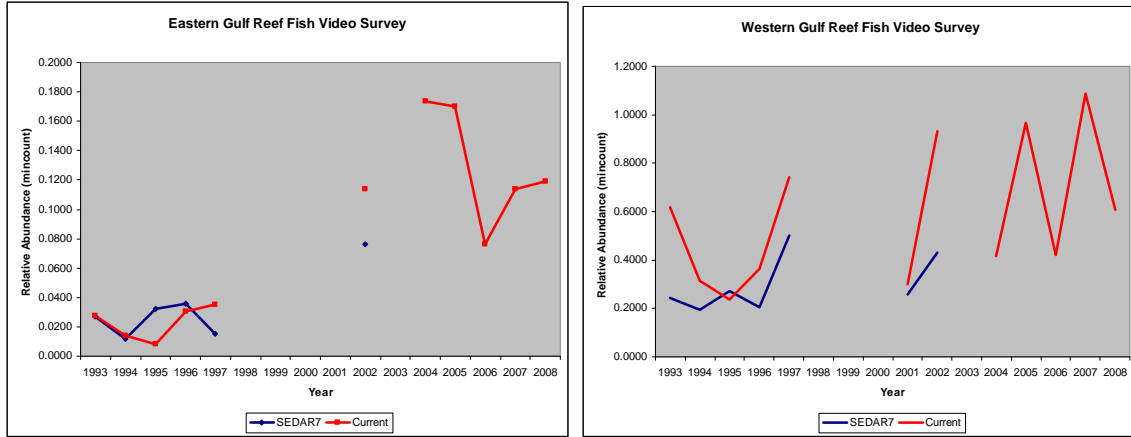 Eastern Gulf Reef Fish Video Survey
0.2000
0.1800
0.1600
0.1400
0.1200
0.1000
0.0800
0.0600
0.0400
0.0200
0.0000
Relative Abundance (mincount)
1993 1994 1995 1996 1997 1998 1999 2000 2001 2002 2003 2004 2005 2006 2007 2008
Year
SEDAR7 Current
Western Gulf Reef Fish Video Survey
1.2000
1.0000
0.8000
0.6000
0.4000
0.2000
0.0000
Relative Abundance (mincount)
1993 1994 1995 1996 1997 1998 1999 2000 2001 2002 2003 2004 2005 2006 2007 2008
Year
SEDAR7 Current